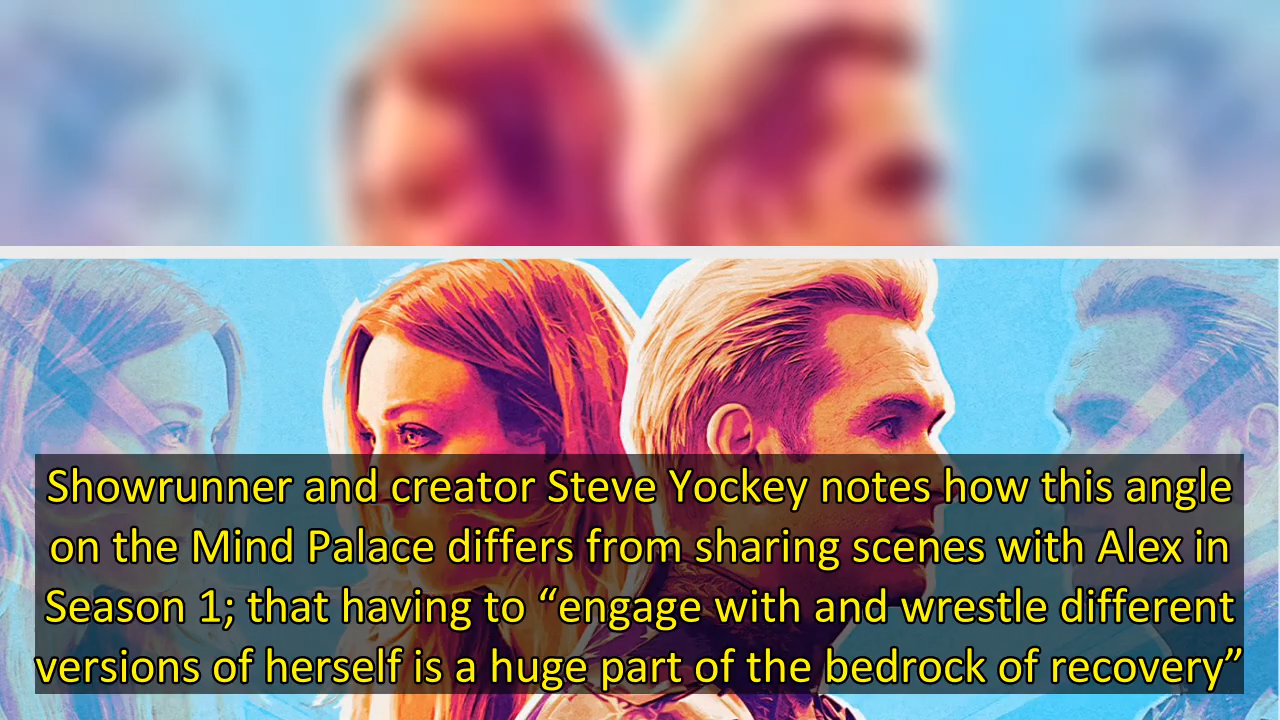 Showrunner and creator Steve Yockey notes how this angle
on the Mind Palace differs from sharing scenes with Alex in
Season 1; that having to “engage with and wrestle different
versions of herself is a huge part of the bedrock of recovery”